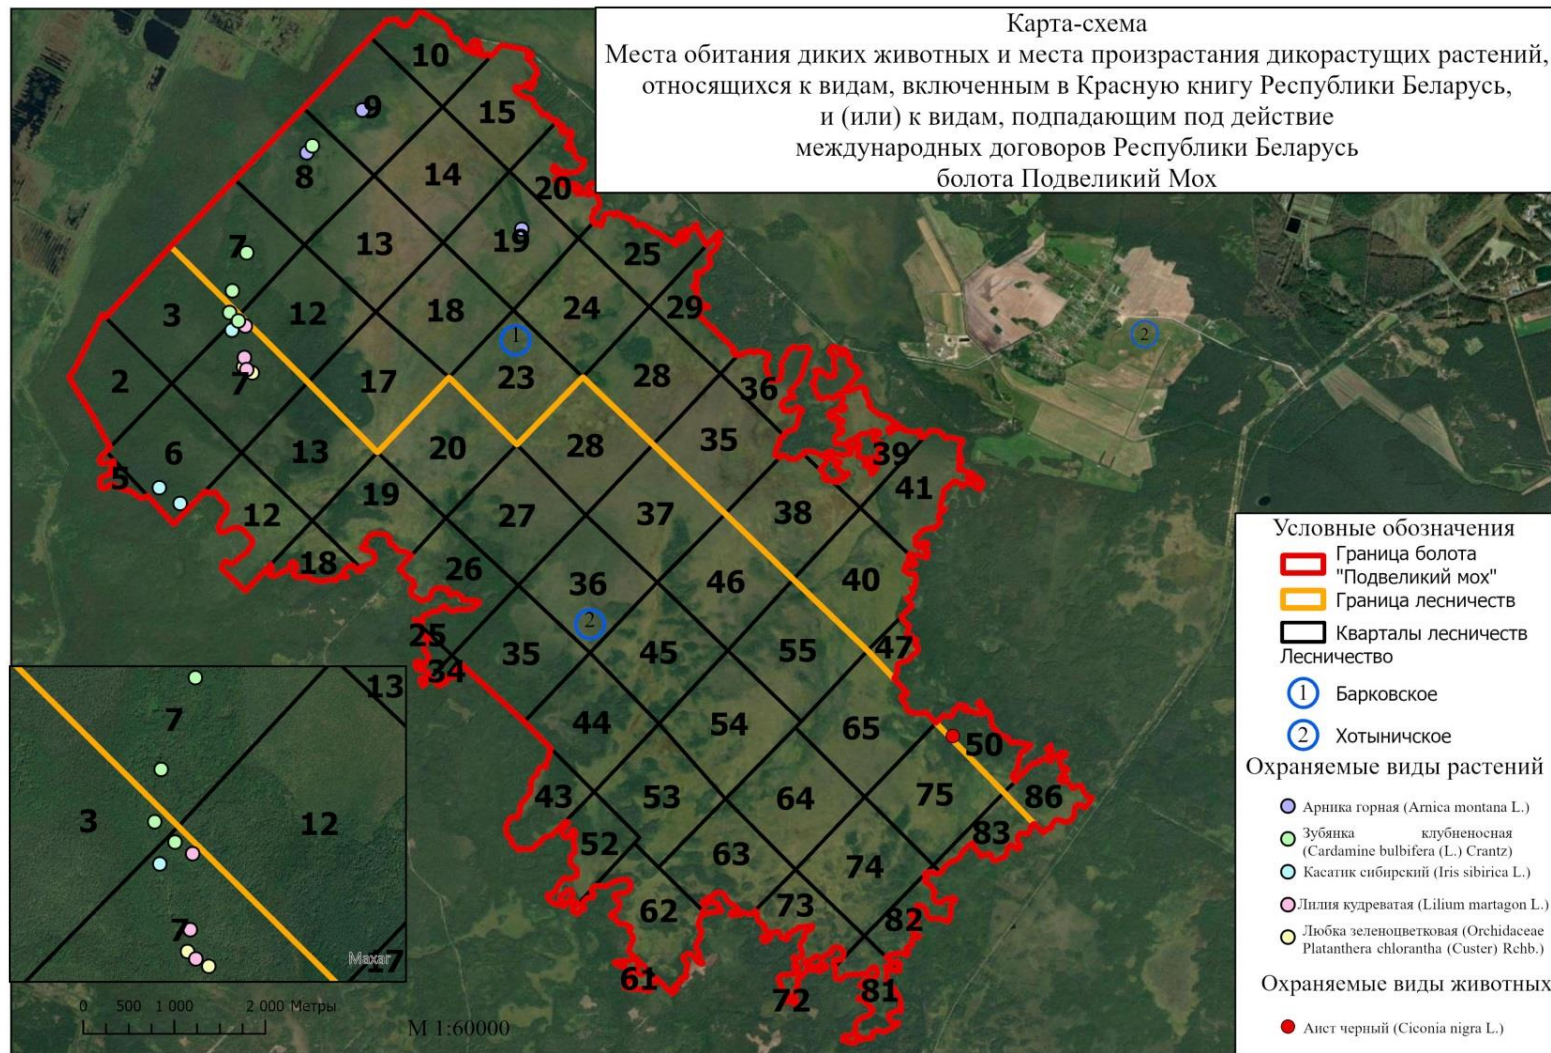 Карта-схема
Места обитания диких животных и места произрастания дикорастущих растений,
относящихся к видам, включенным в Красную книгу Республики Беларусь,
и (или) к видам, подпадающим под действие
международных договоров Республики Беларусь
болота Подвеликий Мох
10
9
15
8
14
20
7
13
19
25
3
12
18
24
29
1
2
2
17
23
28
36
7
6
13
20
28
35
39
5
41
12
19
27
37
38
18
26
36
46
40
2
25
35
45
55
47
34
44
54
65
50
43
53
64
75
86
52
63
74
83
62
73
82
61
72
81
13
7
3
12
7
17
Maxar
0 500 1 000 2 000 Метры
М 1:60000
Условные обозначения
Граница болота
"Подвеликий мох"
Граница лесничеств
Кварталы лесничеств
Лесничество
1 Барковское
2 Хотыничское
Охраняемые виды растений
Арника горная (Arnica montana L.)
Зубянка клубненосная
(Cardamine bulbifera (L.) Crantz)
Касатик сибирский (Iris sibirica L.)
Лилия кудреватая (Lilium martagon L.)
Любка зеленоцветковая (Orchidaceae
Platanthera chlorantha (Custer) Rchb.)
Охраняемые виды животных
Аист черный (Ciconia nigra L.)